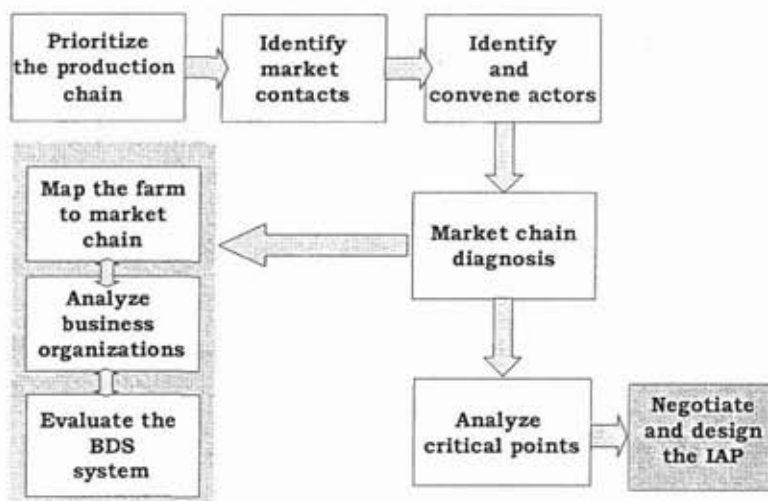 Prioritize
the production
chain
Identify
market
contacts
Identify
and
convene actors
Map the farm
to market
chain
Market chain
diagnosis
Analyze
business
organizations
Evaluate the
BDS
system
Analyze
critical points
Negotiate
and design
the IAP